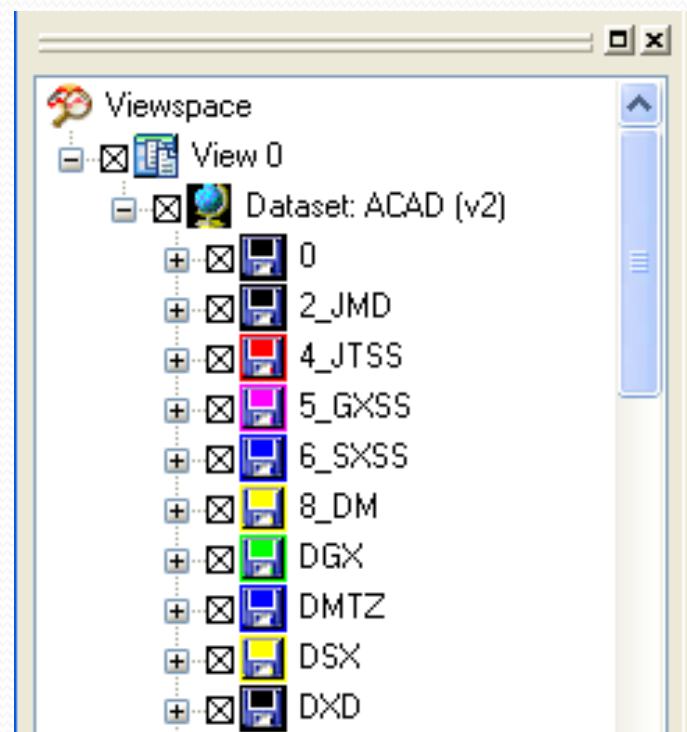 Viewspace
View 0
Dataset: ACAD (v2)
0
2_JMD
4_JTSS
5_GXSS
6_SXSS
8_DM
DGX
DMTZ
DSX
DXD